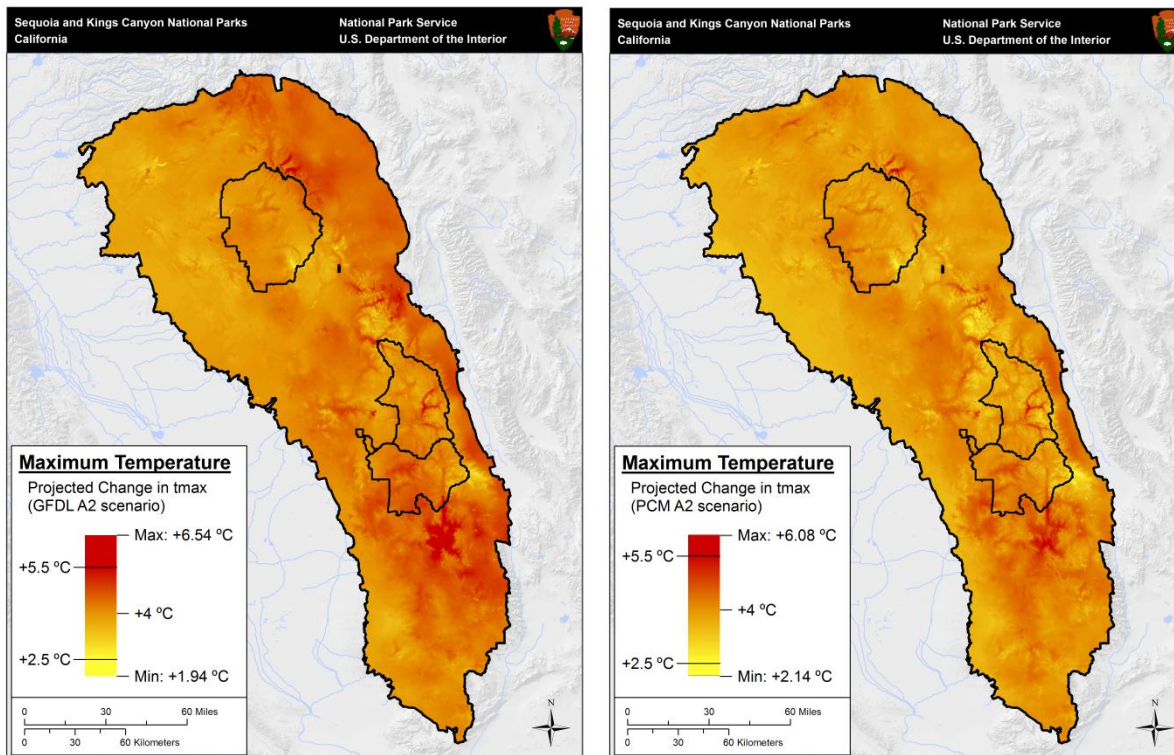 Sequoia and Kings Canyon National Parks
California
National Park Service
U.S. Department of the Interior
Maximum Temperature
Projected Change in tmax
(GFDL A2 scenario)
Max: +6.54 ºC
+5.5 ºC
+4 ºC
+2.5 ºC
Min: +1.94 ºC
0 30 60 Miles
0 30 60 Kilometers
N
Sequoia and Kings Canyon National Parks
California
National Park Service
U.S. Department of the Interior
Maximum Temperature
Projected Change in tmax
(PCM A2 scenario)
Max: +6.08 ºC
+5.5 ºC
+4 ºC
+2.5 ºC
Min: +2.14 ºC
0 30 60 Miles
0 30 60 Kilometers
N